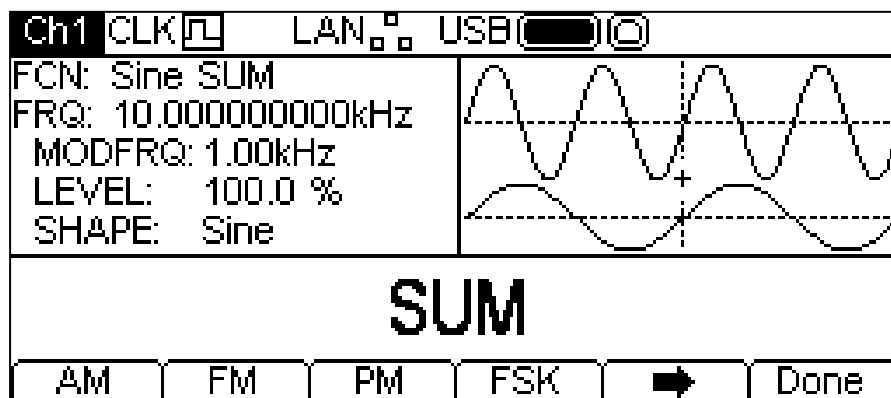 Ch1 CLK LAN USB
FCN: Sine SUM
FRQ: 10.000000000kHz
MODFRQ: 1.00kHz
LEVEL: 100.0 %
SHAPE: Sine
SUM
AM FM PM FSK Done